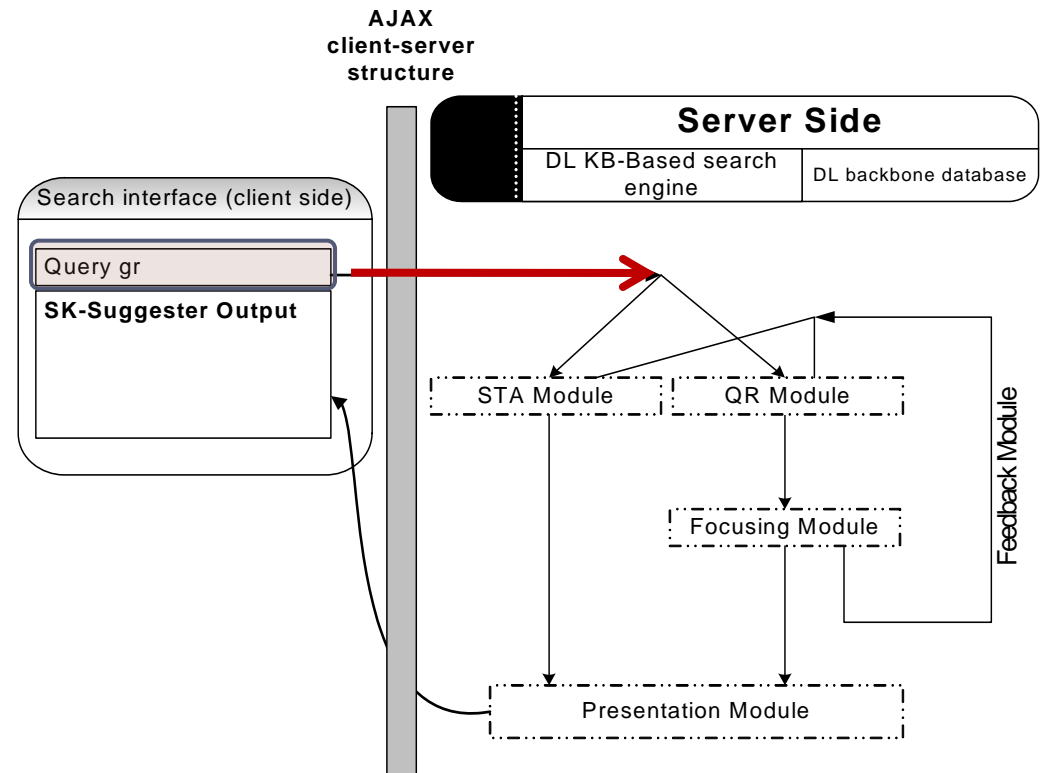 AJAX
client-server
structure
Server Side
DL KB-Based search
engine
DL backbone database
Search interface (client side)
Query gr
SK-Suggester Output
STA Module
QR Module
Focusing Module
Feedback Module
Presentation Module